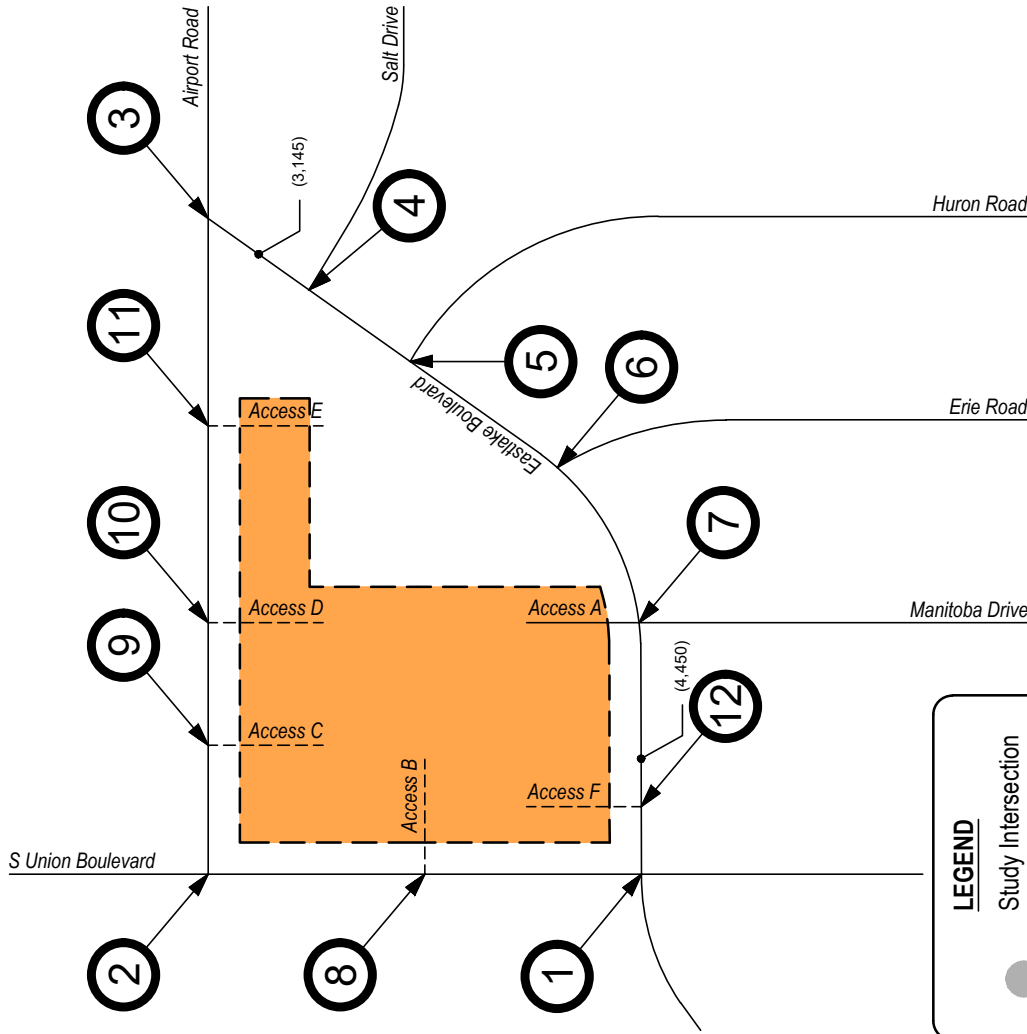 Airport Road
Salt Drive
3
(3,145)
4
11
Huron Road
5
6
Access E
Eastlake Boulevard
Erie Road
10
Access D
Access A
7
Manitoba Drive
9
(4,450)
Access C
12
Access B
Access F
S Union Boulevard
2
8
1
LEGEND
Study Intersection